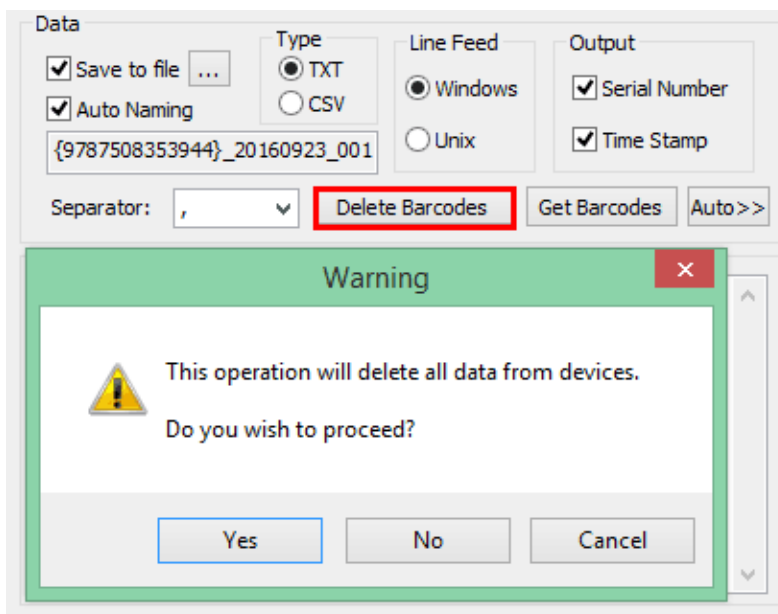 Data
Type
Line Feed
Output
Save to file ...
TXT
Windows
Serial Number
Auto Naming
CSV
Unix
Time Stamp
{9787508353944}_20160923_001
Separator: , Delete Barcodes Get Barcodes Auto>>
Warning
This operation will delete all data from devices.
Do you wish to proceed?
Yes No Cancel